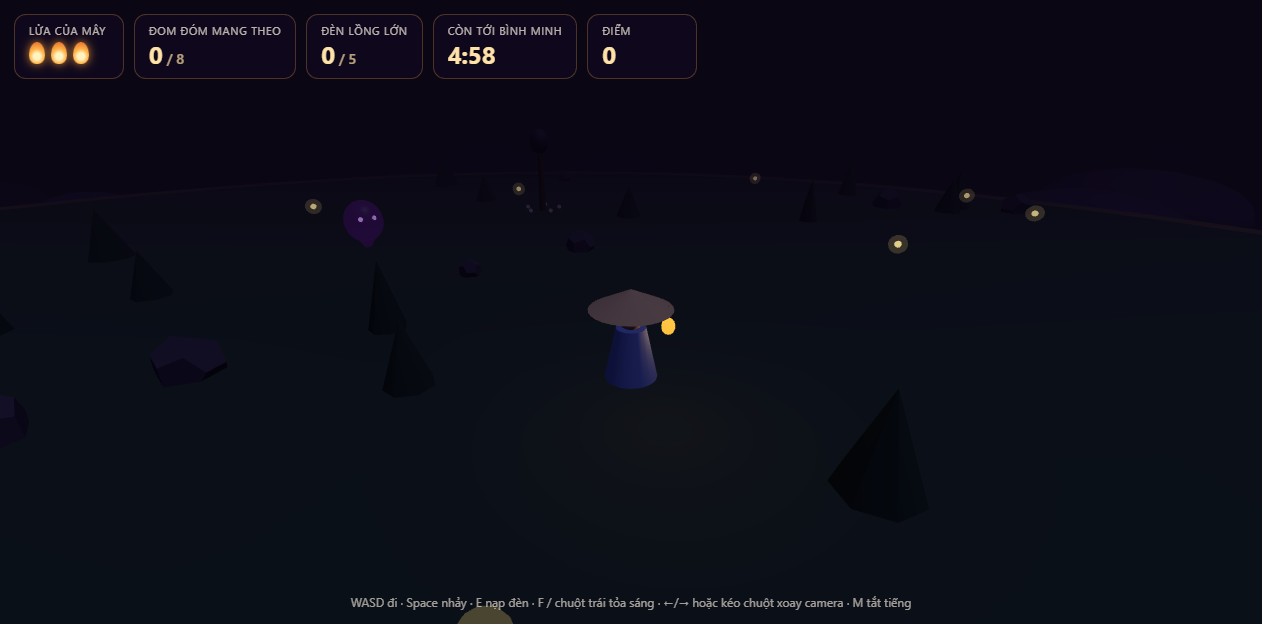 LỬA CỦA MÂY
ĐOM ĐÓM MANG THEO
0 / 8
ĐÈN LỒNG LỚN
0 / 5
CÒN TỚI BÌNH MINH
4:58
ĐIỂM
0
WASD đi · Space nhảy · E nạp đèn · F / chuột trái tỏa sáng · ←/→ hoặc kéo chuột xoay camera · M tắt tiếng